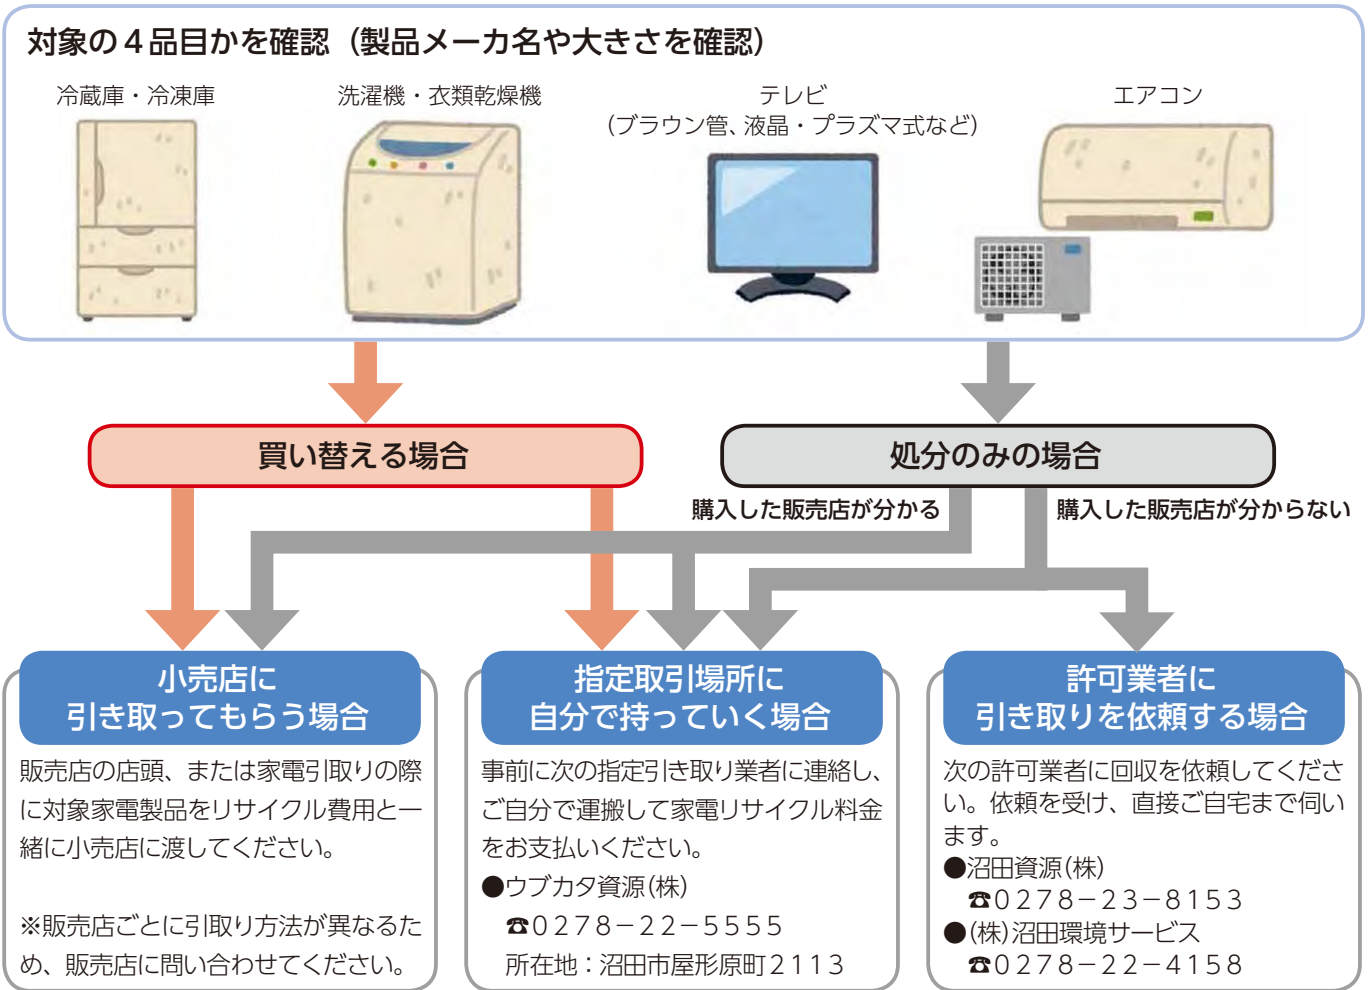 対象の４品目かを確認（製品メーカ名や大きさを確認）
冷蔵庫・冷凍庫
洗濯機・衣類乾燥機
テレビ
（ブラウン管、液晶・プラズマ式など）
エアコン
買い替える場合
処分のみの場合
購入した販売店が分かる
購入した販売店が分からない
小売店に
引き取ってもらう場合
販売店の店頭、または家電引取りの際
に対象家電製品をリサイクル費用と一
緒に小売店に渡してください。
※販売店ごとに引取り方法が異なるた
め、販売店に問い合わせてください。
指定取引場所に
自分で持っていく場合
事前に次の指定引き取り業者に連絡し、
ご自分で運搬して家電リサイクル料金
をお支払いください。
●ウブカタ資源(株)
☎０２７８－２２－５５５５
所在地：沼田市屋形原町２１１３
許可業者に
引き取りを依頼する場合
次の許可業者に回収を依頼してくださ
い。依頼を受け、直接ご自宅まで伺い
ます。
●沼田資源(株)
☎０２７８－２３－８１５３
●(株)沼田環境サービス
☎０２７８－２２－４１５８